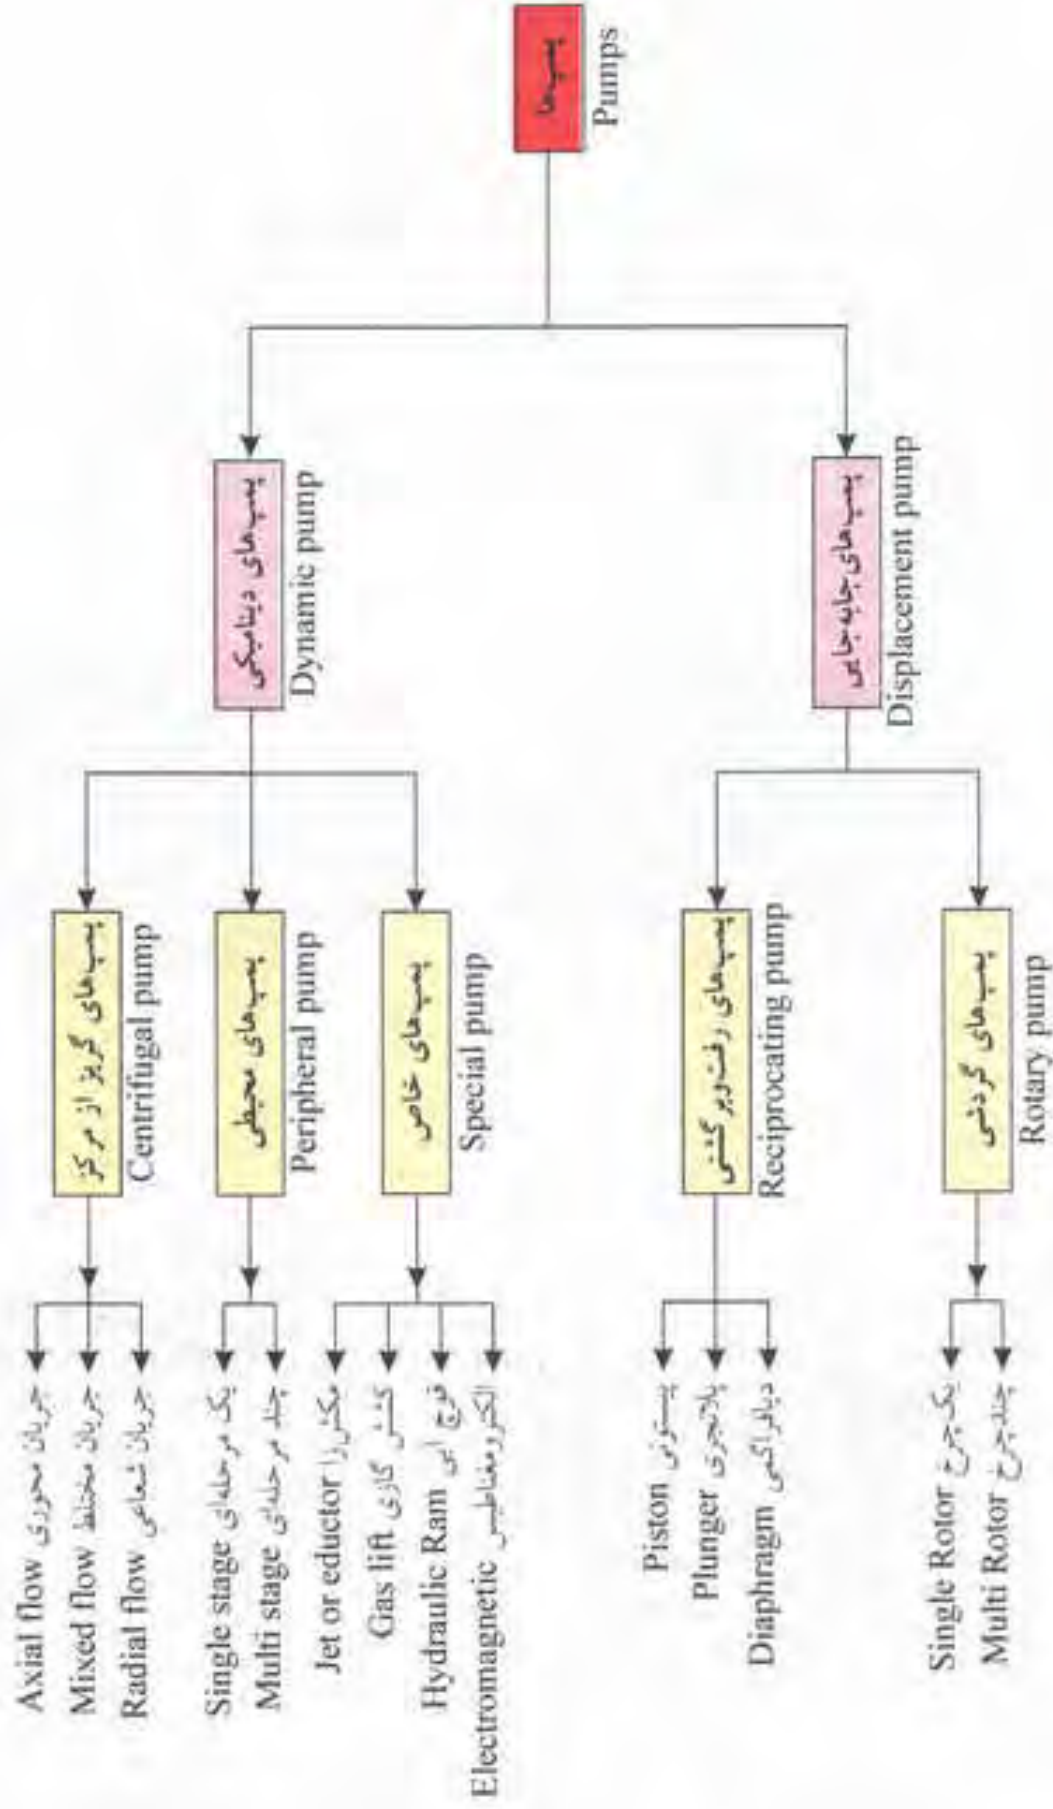 پمپ‌ها
Pumps
پمپ‌های دینامیکی
Dynamic pump
پمپ‌های جابه‌جایی
Displacement pump
پمپ‌های گریز از مرکز
Centrifugal pump
پمپ‌های محیطی
Peripheral pump
پمپ‌های خاص
Special pump
پمپ‌های رفت‌وبرگشتی
Reciprocating pump
پمپ‌های گردشی
Rotary pump
Axial flow جریان محوری
Mixed flow جریان مختلط
Radial flow جریان شعاعی
Single stage یک مرحله‌ای
Multi stage چند مرحله‌ای
Jet or eductor مکش‌زا
Gas lift کشش گازی
Hydraulic Ram قوچ آبی
Electromagnetic الکترومغناطیس
Piston پیستونی
Plunger پلانجری
Diaphragm دیافراگمی
Single Rotor یک‌چرخ
Multi Rotor چندچرخ